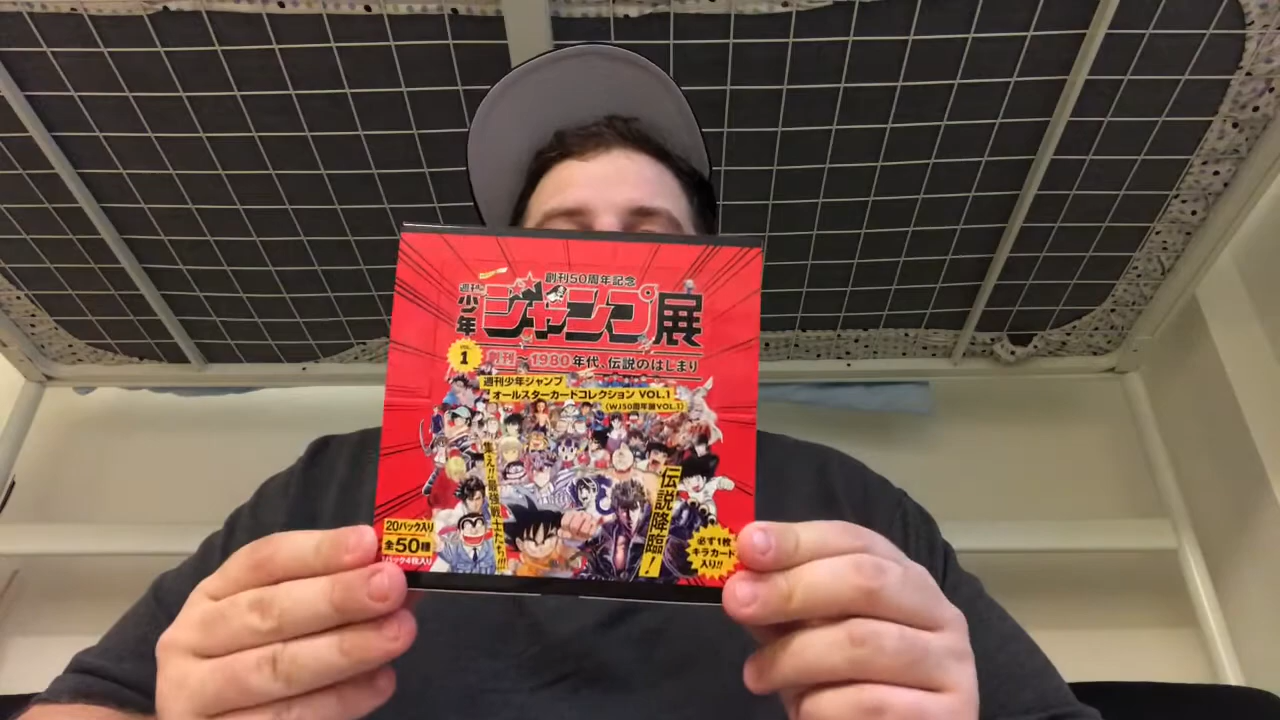 創刊50周年記念
週刊少年ジャンプ展
VOL.1
創刊〜1980年代、伝説のはじまり
週刊少年ジャンプ
オールスターカードコレクション VOL.1
(WJ50周年展VOL.1)
集え!!最強戦士たち!!!
伝説降臨!
20パック入り
全50種
1パック4枚入り
必ず1枚
キラカード
入り!!